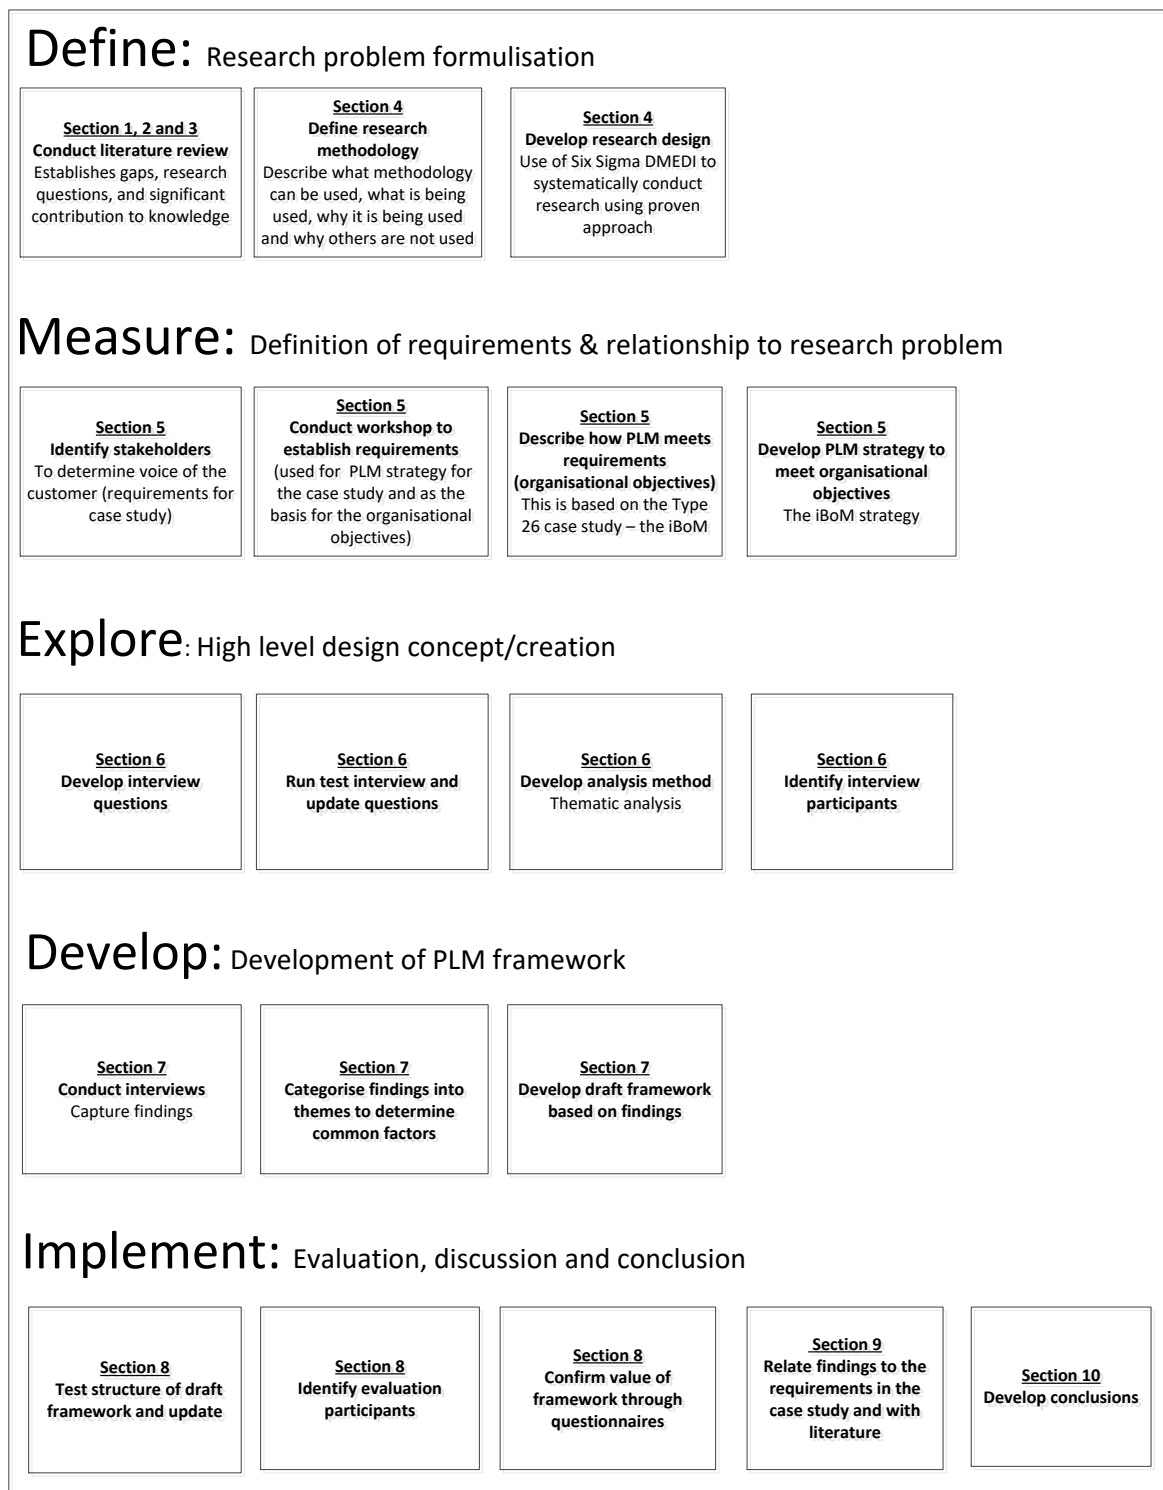 Define: Research problem formulisation
Section 1, 2 and 3
Conduct literature review
Establishes gaps, research
questions, and significant
contribution to knowledge
Section 4
Define research
methodology
Describe what methodology
can be used, what is being
used, why it is being used
and why others are not used
Section 4
Develop research design
Use of Six Sigma DMEDI to
systematically conduct
research using proven
approach
Measure: Definition of requirements & relationship to research problem
Section 5
Identify stakeholders
To determine voice of the
customer (requirements for
case study)
Section 5
Conduct workshop to
establish requirements
(used for PLM strategy for
the case study and as the
basis for the organisational
objectives)
Section 5
Describe how PLM meets
requirements
(organisational objectives)
This is based on the Type
26 case study – the iBoM
Section 5
Develop PLM strategy to
meet organisational
objectives
The iBoM strategy
Explore: High level design concept/creation
Section 6
Develop interview
questions
Section 6
Run test interview and
update questions
Section 6
Develop analysis method
Thematic analysis
Section 6
Identify interview
participants
Develop: Development of PLM framework
Section 7
Conduct interviews
Capture findings
Section 7
Categorise findings into
themes to determine
common factors
Section 7
Develop draft framework
based on findings
Implement: Evaluation, discussion and conclusion
Section 8
Test structure of draft
framework and update
Section 8
Identify evaluation
participants
Section 8
Confirm value of
framework through
questionnaires
Section 9
Relate findings to the
requirements in the
case study and with
literature
Section 10
Develop conclusions